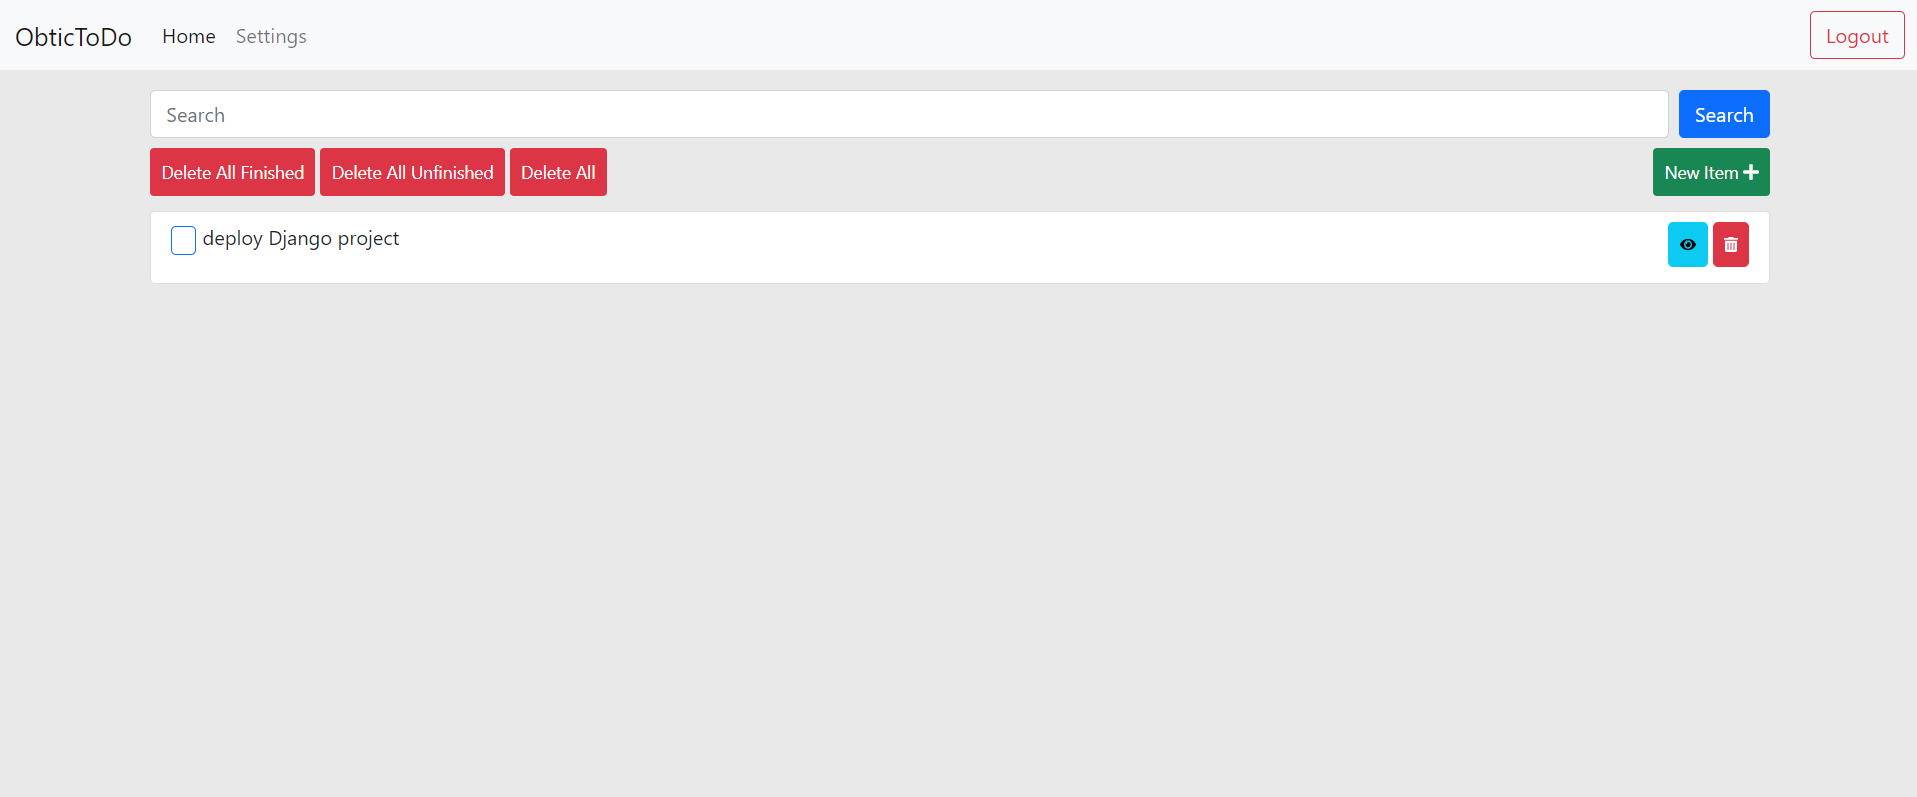 ObticToDo Home Settings Logout
Search Search
Delete All Finished Delete All Unfinished Delete All New Item
deploy Django project